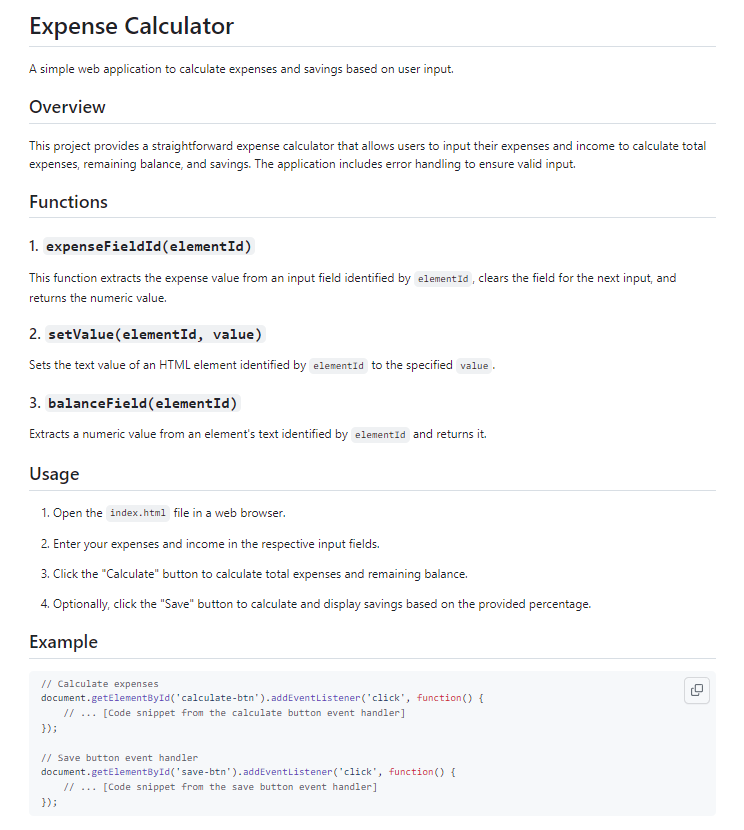 Expense Calculator
A simple web application to calculate expenses and savings based on user input.
Overview
This project provides a straightforward expense calculator that allows users to input their expenses and income to calculate total
expenses, remaining balance, and savings. The application includes error handling to ensure valid input.
Functions
1. expenseFieldId(elementId)
This function extracts the expense value from an input field identified by elementId, clears the field for the next input, and
returns the numeric value.
2. setValue(elementId, value)
Sets the text value of an HTML element identified by elementId to the specified value.
3. balanceField(elementId)
Extracts a numeric value from an element's text identified by elementId and returns it.
Usage
1. Open the index.html file in a web browser.
2. Enter your expenses and income in the respective input fields.
3. Click the "Calculate" button to calculate total expenses and remaining balance.
4. Optionally, click the "Save" button to calculate and display savings based on the provided percentage.
Example
// Calculate expenses
document.getElementById('calculate-btn').addEventListener('click', function() {
    // ... [Code snippet from the calculate button event handler]
});
// Save button event handler
document.getElementById('save-btn').addEventListener('click', function() {
    // ... [Code snippet from the save button event handler]
});